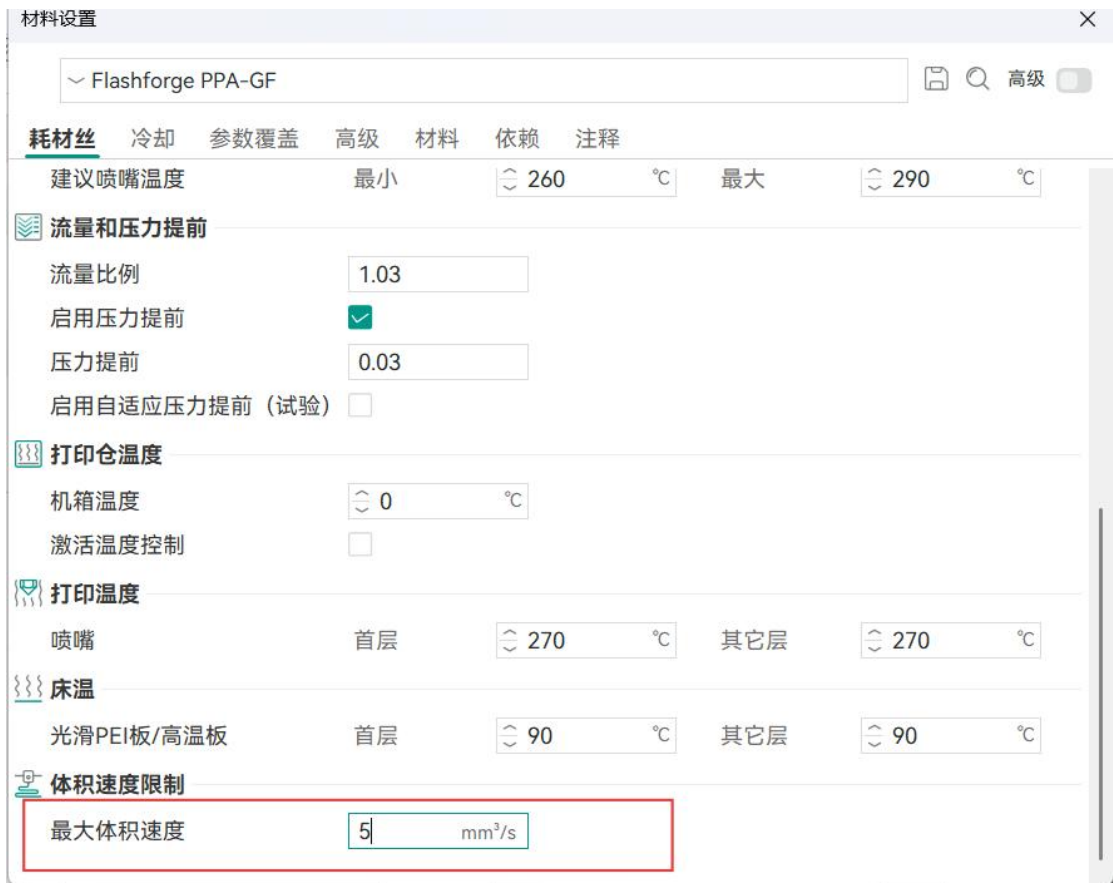 材料设置
Flashforge PPA-GF 高级
耗材丝 冷却 参数覆盖 高级 材料 依赖 注释
建议喷嘴温度 最小 260 °C 最大 290 °C
流量和压力提前
流量比例 1.03
启用压力提前
压力提前 0.03
启用自适应压力提前（试验）
打印仓温度
机箱温度 0 °C
激活温度控制
打印温度
喷嘴 首层 270 °C 其它层 270 °C
床温
光滑PEI板/高温板 首层 90 °C 其它层 90 °C
体积速度限制
最大体积速度 5 mm³/s